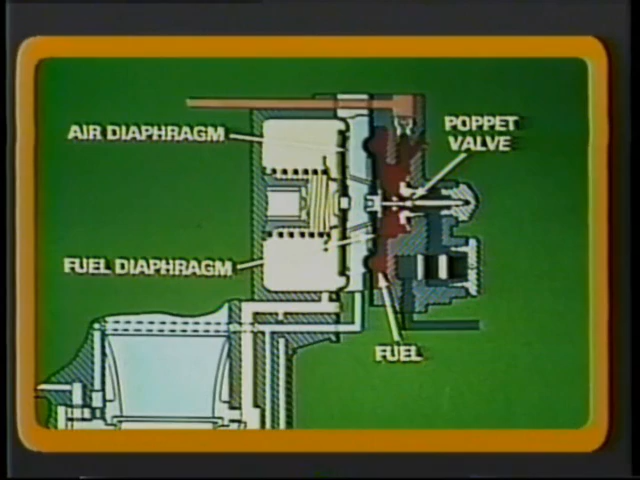 AIR DIAPHRAGM
POPPET
VALVE
FUEL DIAPHRAGM
FUEL